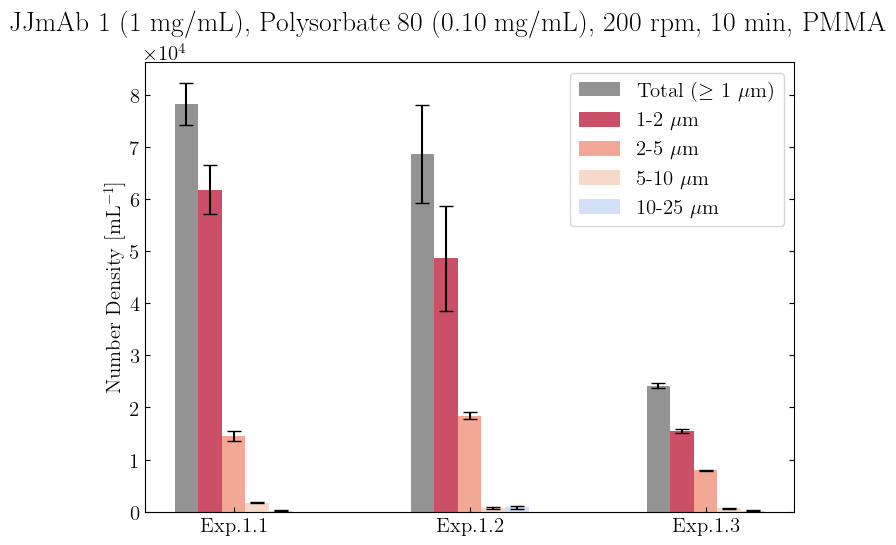 JJmAb 1 (1 mg/mL), Polysorbate 80 (0.10 mg/mL), 200 rpm, 10 min, PMMA
×10⁴
Number Density [mL⁻¹]
8
7
6
5
4
3
2
1
0
Total (≥ 1 μm)
1-2 μm
2-5 μm
5-10 μm
10-25 μm
Exp.1.1 Exp.1.2 Exp.1.3